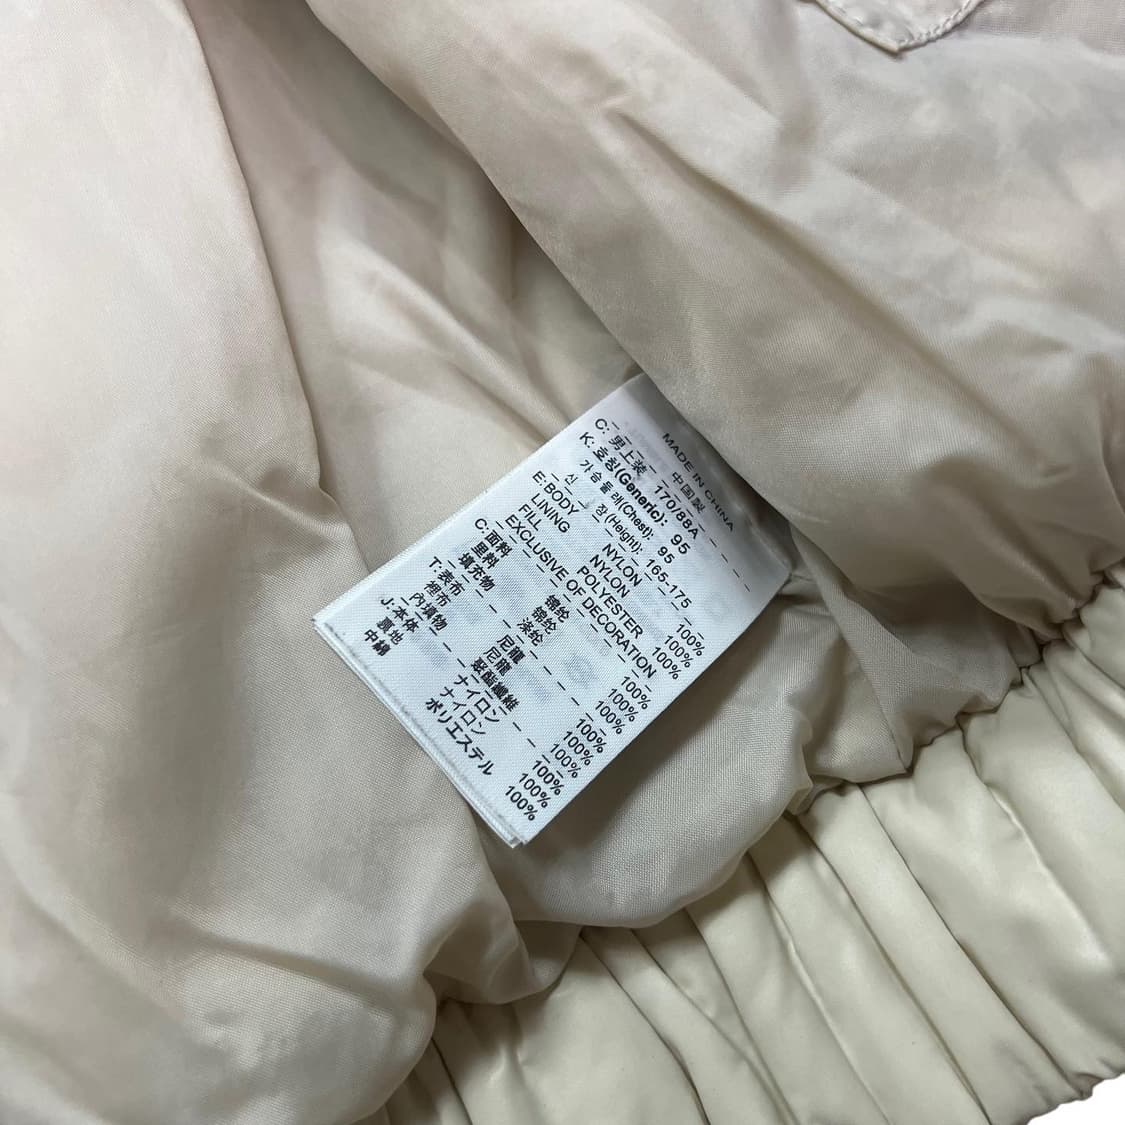 MADE IN CHINA
中国製
C: 男上装 170/88A
K: 호칭(Generic): 95
가슴둘레(Chest): 95
신 장(Height): 165-175
E:BODY NYLON 100%
LINING NYLON 100%
FILL POLYESTER 100%
EXCLUSIVE OF DECORATION
C:面料 锦纶 100%
里料 锦纶 100%
填充物 涤纶 100%
T:表布 尼龍 100%
裡布 尼龍 100%
內填物 聚酯纖維 100%
J:本体 ナイロン 100%
裏地 ナイロン 100%
中綿 ポリエステル 100%